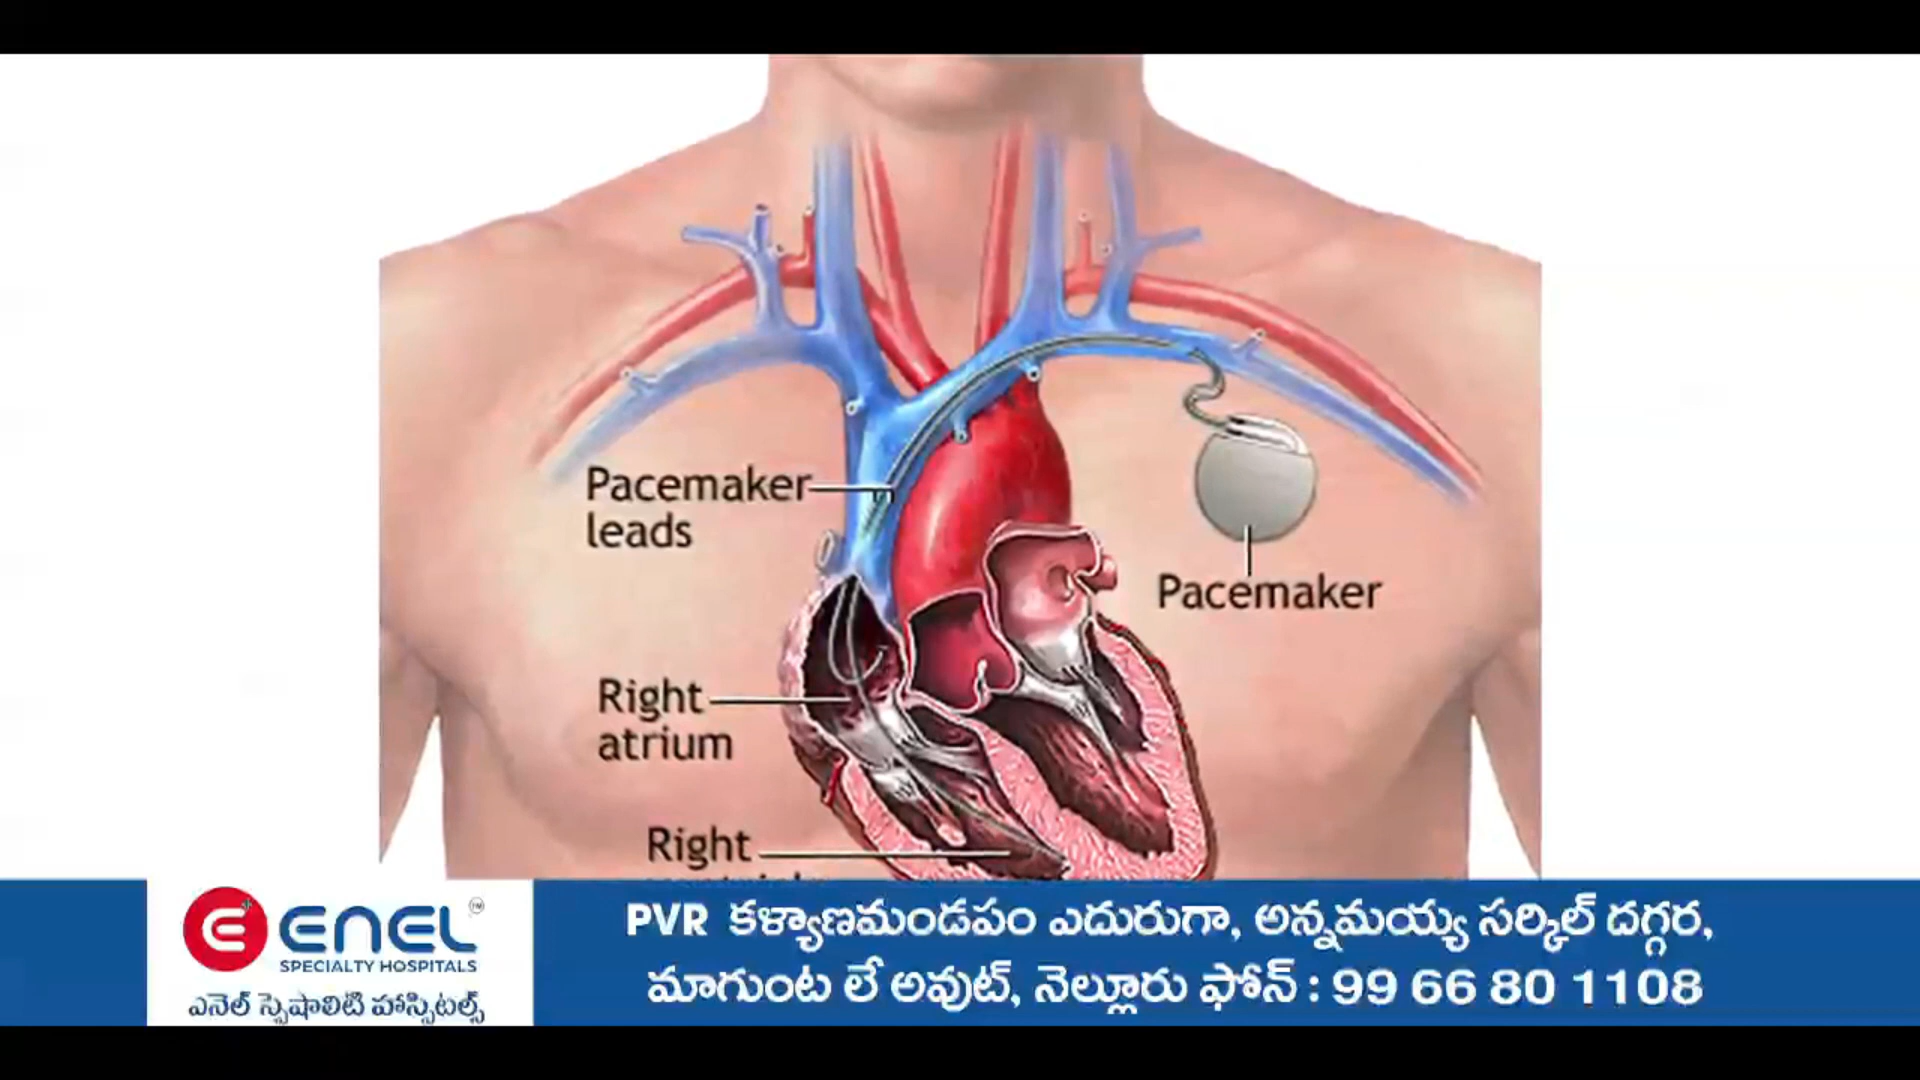 Pacemaker
leads
Pacemaker
Right
atrium
Right
ENEL™
SPECIALTY HOSPITALS
ఎనెల్ స్పెషాలిటి హాస్పిటల్స్
PVR కళ్యాణమండపం ఎదురుగా, అన్నమయ్య సర్కిల్ దగ్గర,
మాగుంట లే అవుట్, నెల్లూరు ఫోన్ : 99 66 80 1108